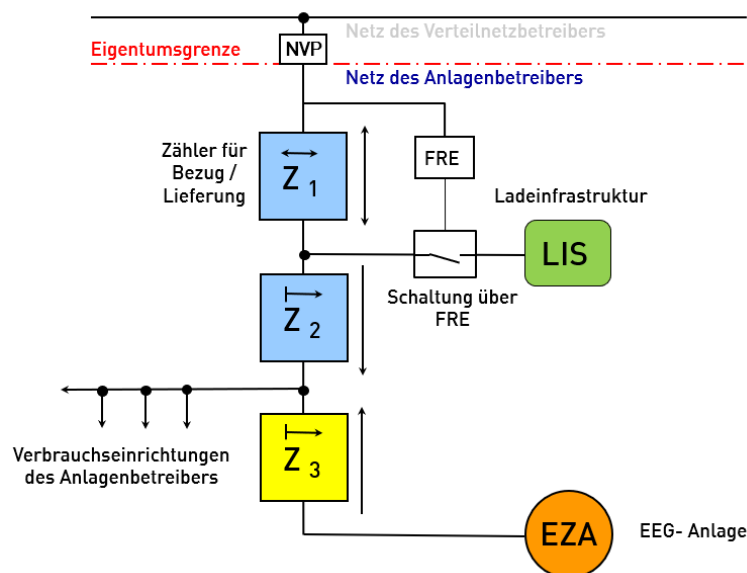 Netz des Verteilnetzbetreibers
Eigentumsgrenze
NVP
Netz des Anlagenbetreibers
Zähler für
Bezug /
Lieferung
Z 1
FRE
Ladeinfrastruktur
LIS
Schaltung über
FRE
Z 2
Verbrauchseinrichtungen
des Anlagenbetreibers
Z 3
EZA
EEG- Anlage